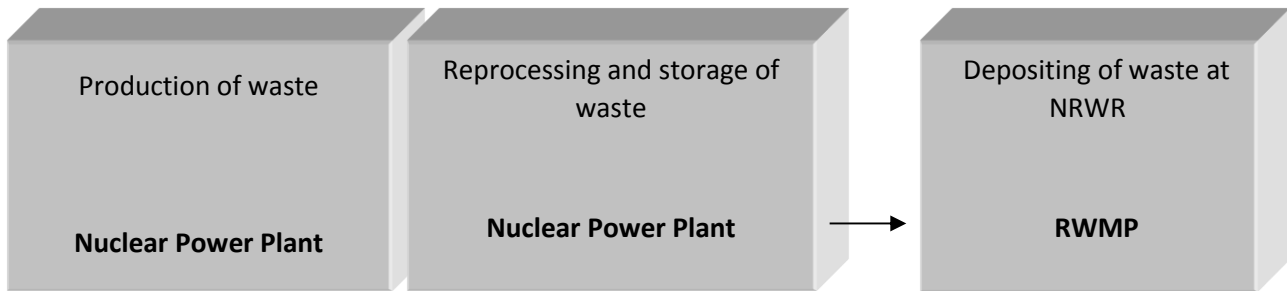 Production of waste
Nuclear Power Plant
Reprocessing and storage of
waste
Nuclear Power Plant
Depositing of waste at
NRWR
RWMP